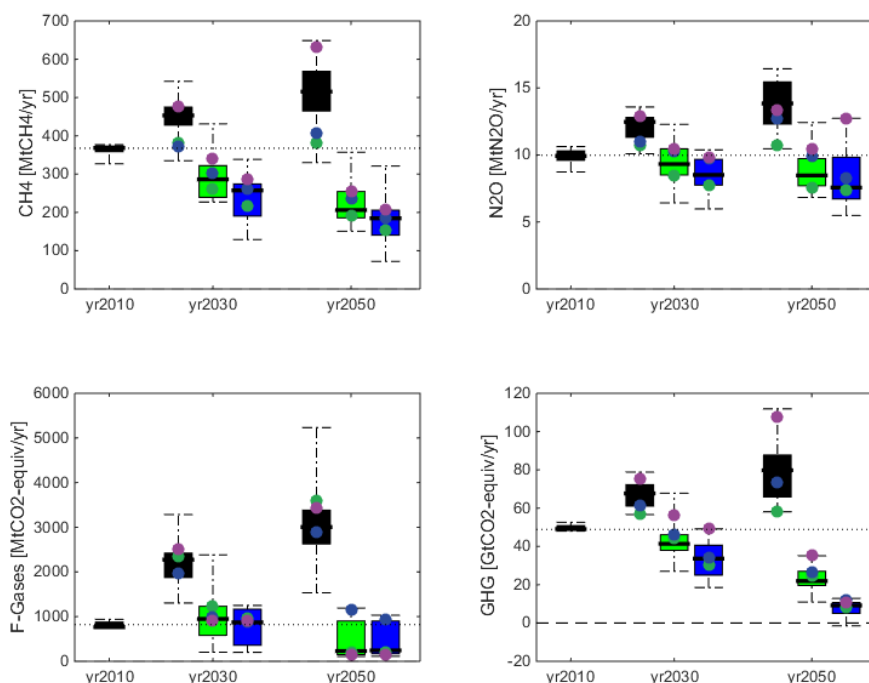 700
600
500
400
300
200
100
0
CH4 [MtCH4/yr]
yr2010
yr2030
yr2050
20
15
10
5
0
N2O [MtN2O/yr]
yr2010
yr2030
yr2050
6000
5000
4000
3000
2000
1000
0
F-Gases [MtCO2-equiv/yr]
yr2010
yr2030
yr2050
120
100
80
60
40
20
0
-20
GHG [GtCO2-equiv/yr]
yr2010
yr2030
yr2050